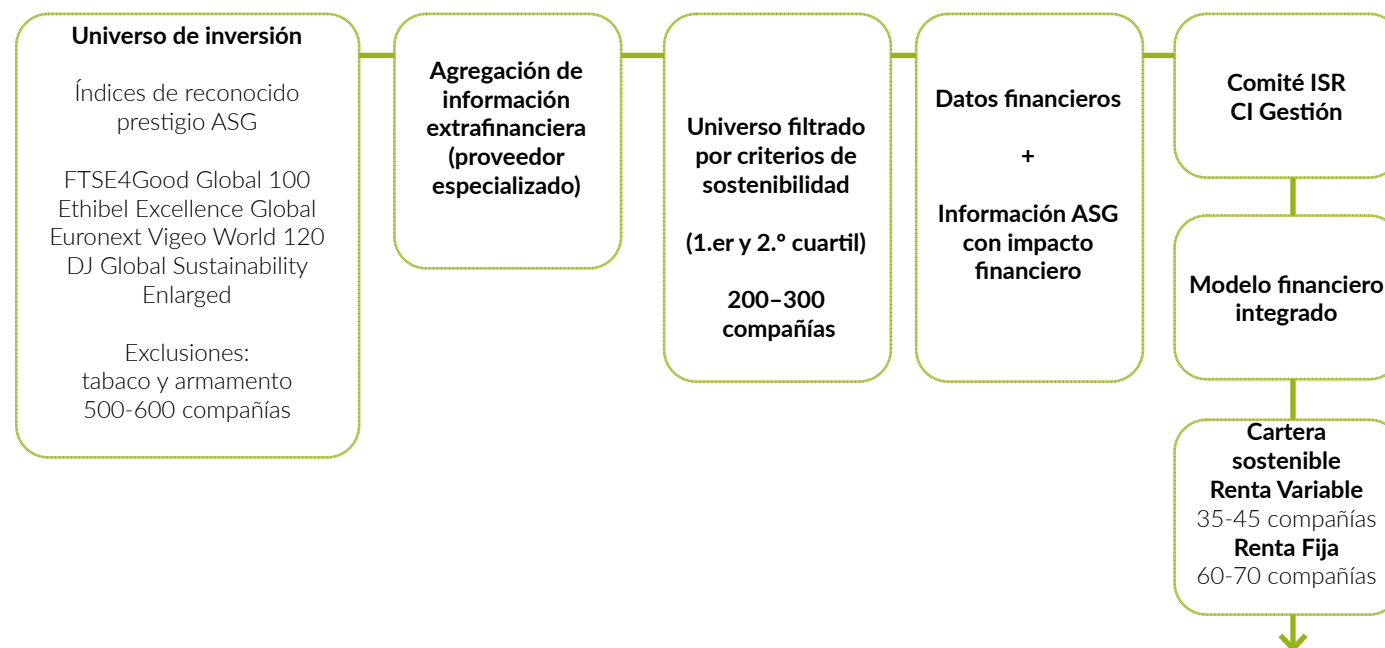 Universo de inversión
Índices de reconocido
prestigio ASG
FTSE4Good Global 100
Ethibel Excellence Global
Euronext Vigeo World 120
DJ Global Sustainability
Enlarged
Exclusiones:
tabaco y armamento
500-600 compañías
Agregación de
información
extrafinanciera
(proveedor
especializado)
Universo filtrado
por criterios de
sostenibilidad
(1.er y 2.º cuartil)
200–300
compañías
Datos financieros
+
Información ASG
con impacto
financiero
Comité ISR
CI Gestión
Modelo financiero
integrado
Cartera
sostenible
Renta Variable
35-45 compañías
Renta Fija
60-70 compañías